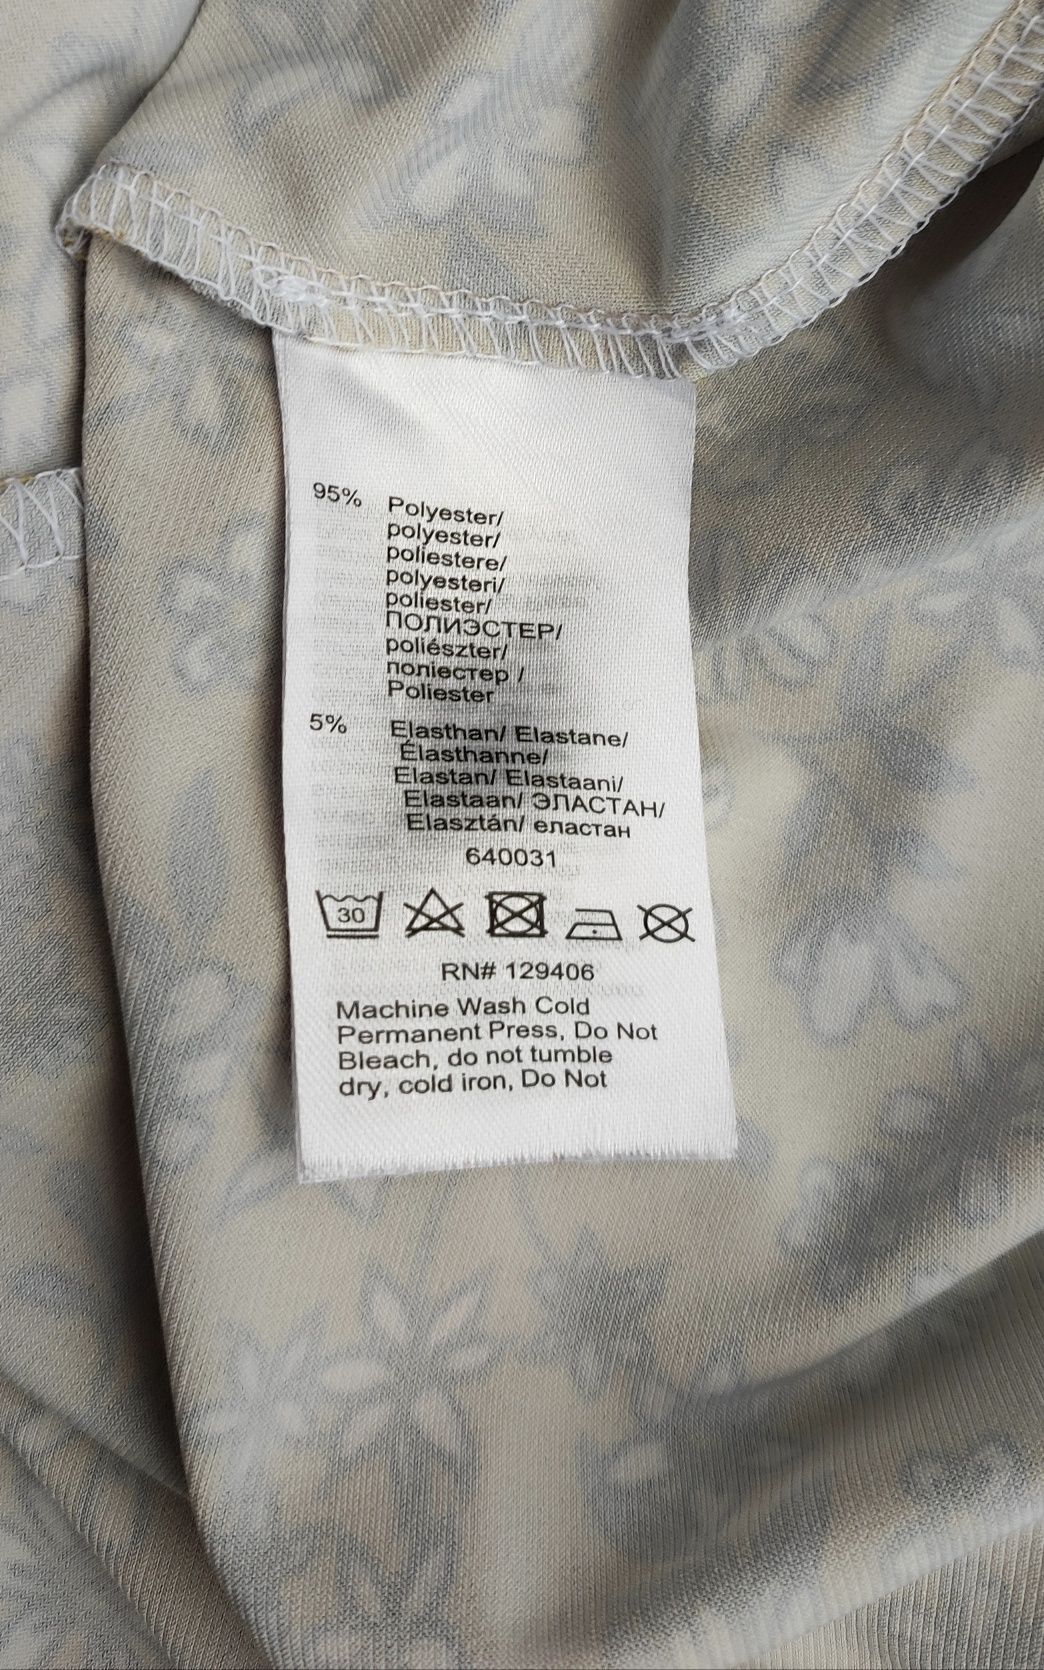 95% Polyester/
polyester/
poliestere/
polyesteri/
poliester/
ПОЛИЭСТЕР/
poliészter/
поліестер /
Poliester
5% Elasthan/ Elastane/
Élasthanne/
Elastan/ Elastaani/
Elastaan/ ЭЛАСТАН/
Elasztán/ еластан
640031
30
RN# 129406
Machine Wash Cold
Permanent Press, Do Not
Bleach, do not tumble
dry, cold iron, Do Not